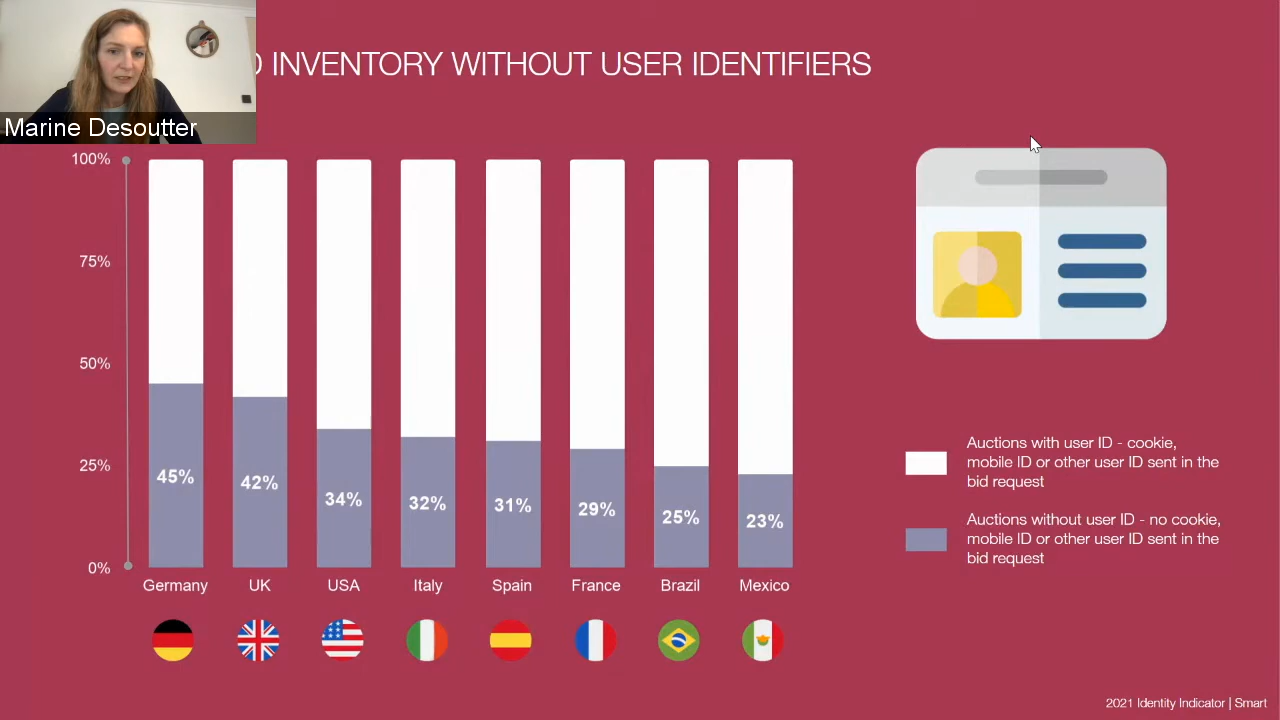 INVENTORY WITHOUT USER IDENTIFIERS
Marine Desoutter
100%
75%
50%
25%
0%
45%
42%
34%
32%
31%
29%
25%
23%
Germany
UK
USA
Italy
Spain
France
Brazil
Mexico
Auctions with user ID - cookie,
mobile ID or other user ID sent in the
bid request
Auctions without user ID - no cookie,
mobile ID or other user ID sent in the
bid request
2021 Identity Indicator | Smart